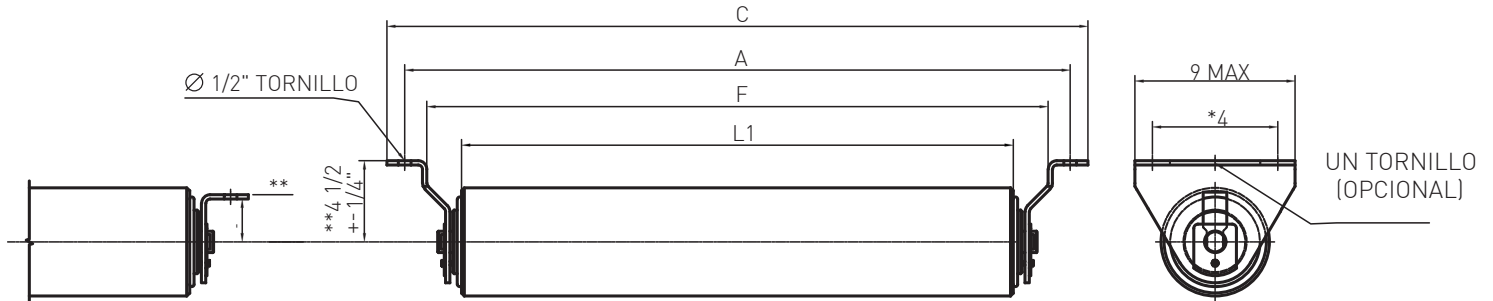 C
A
Ø 1/2" TORNILLO
9 MAX
F
*4
L1
UN TORNILLO
(OPCIONAL)
**
**4 1/2
+- 1/4"